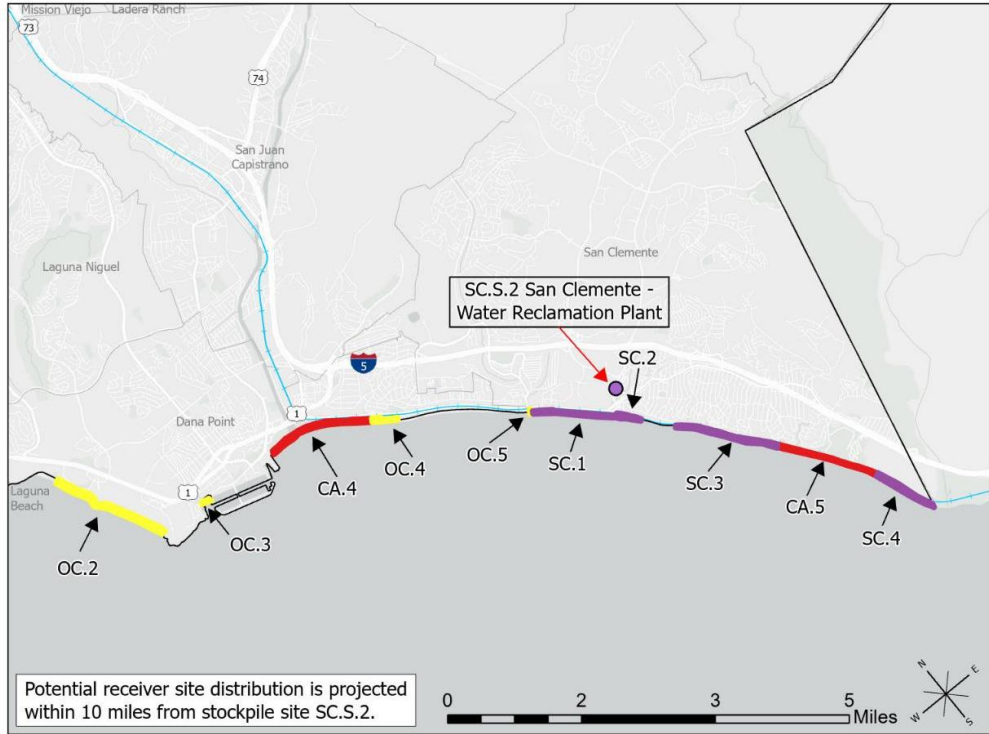 Mission Viejo
Ladera Ranch
73
74
San Juan
Capistrano
Laguna Niguel
San Clemente
SC.S.2 San Clemente -
Water Reclamation Plant
SC.2
5
1
Dana Point
OC.4
OC.5
SC.1
CA.4
SC.3
Laguna
Beach
1
CA.5
OC.3
SC.4
OC.2
Potential receiver site distribution is projected
within 10 miles from stockpile site SC.S.2.
0 1 2 3 5
Miles
N
E
W
S